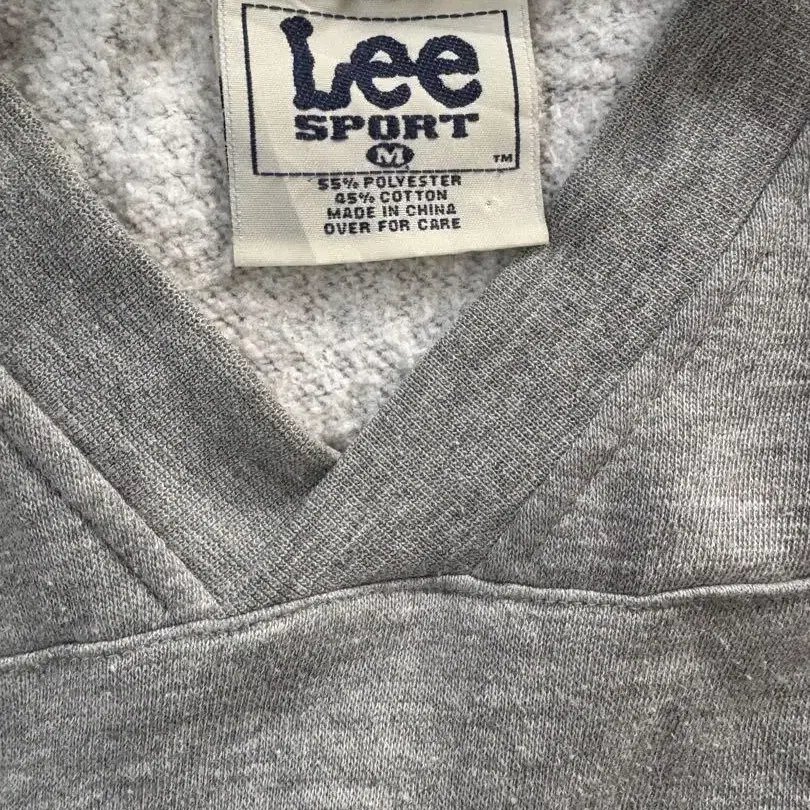 Lee
SPORT
M
TM
55% POLYESTER
45% COTTON
MADE IN CHINA
OVER FOR CARE